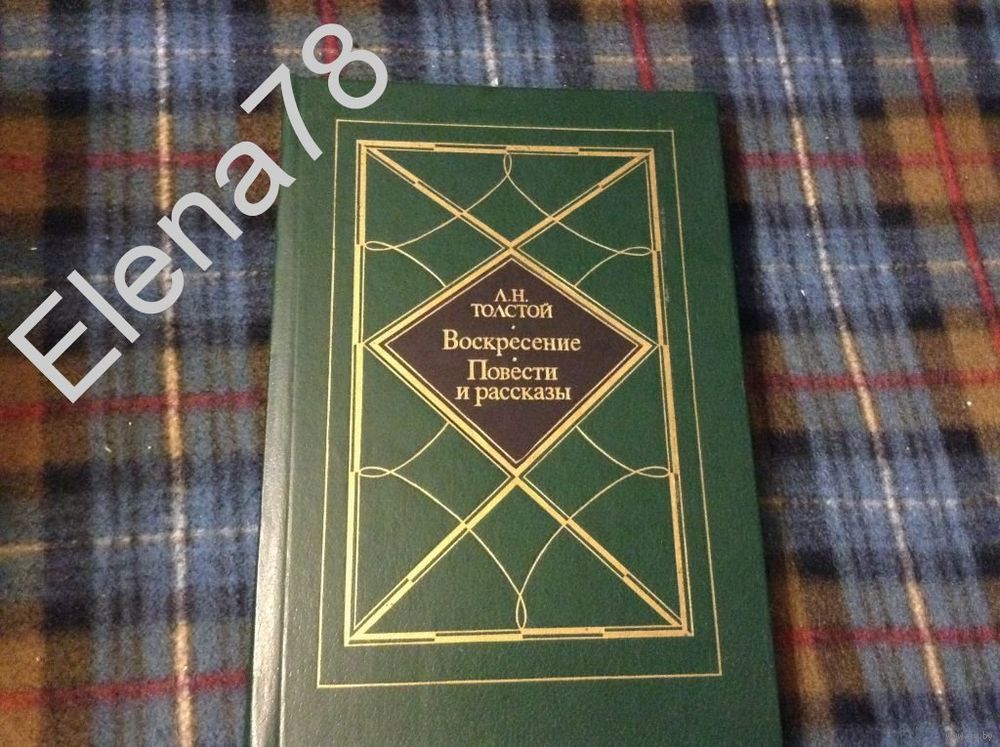 Elena78
Л.Н.
ТОЛСТОЙ
Воскресение
Повести
и рассказы